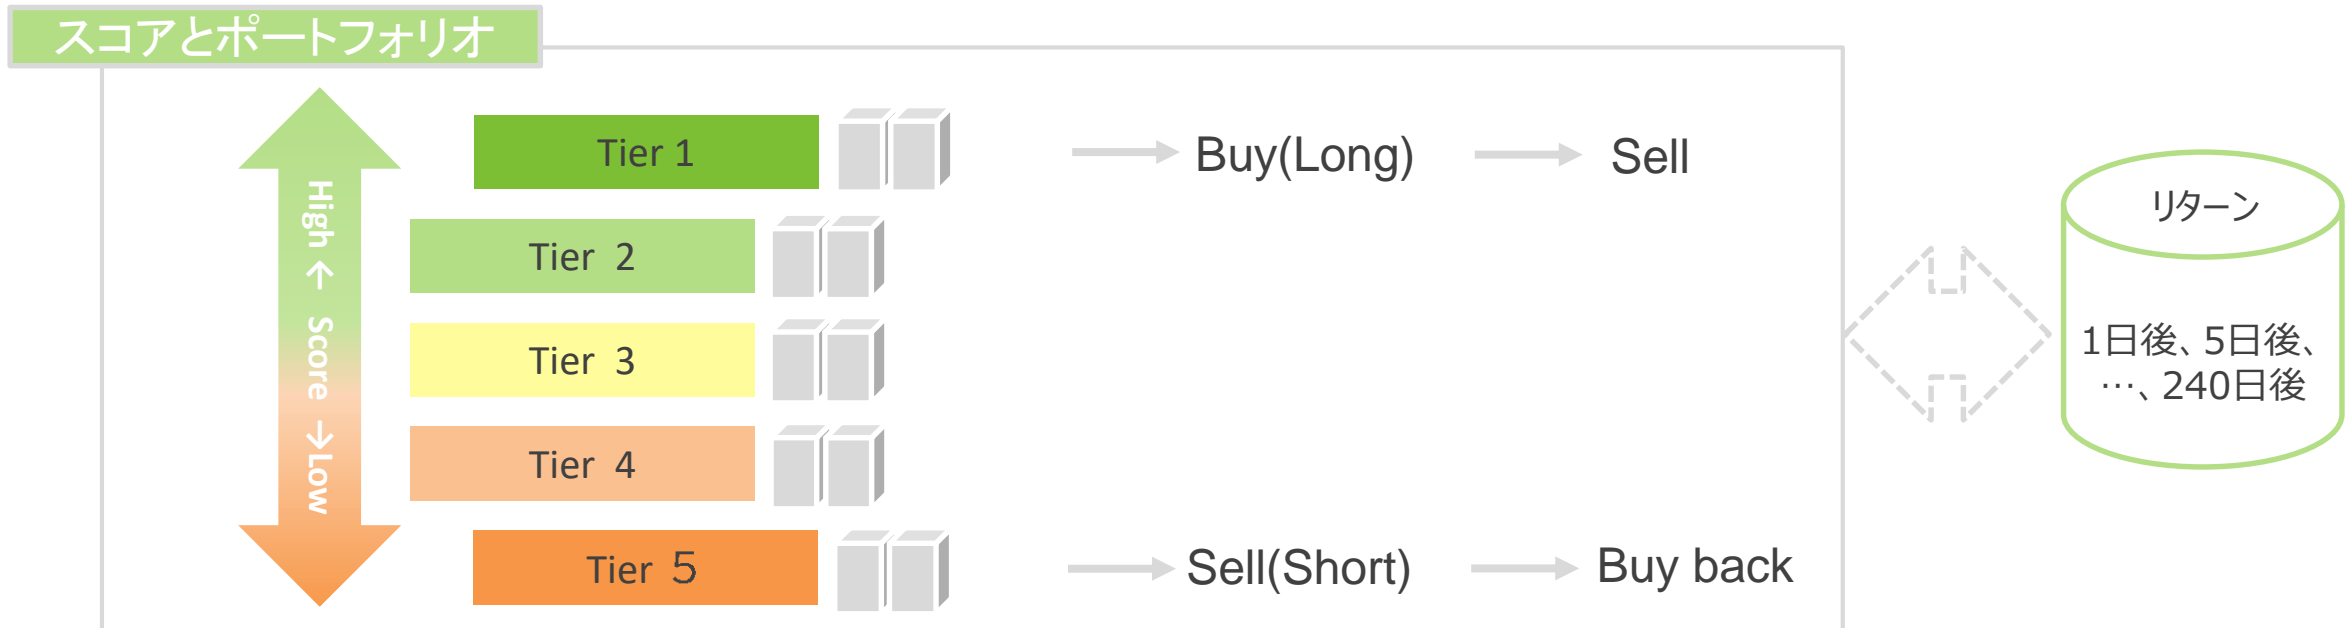 スコアとポートフォリオ
High ← Score →Low
Tier 1
Buy(Long)
Sell
Tier 2
Tier 3
Tier 4
Tier ５
Sell(Short)
Buy back
リターン
1日後、5日後、
…、240日後